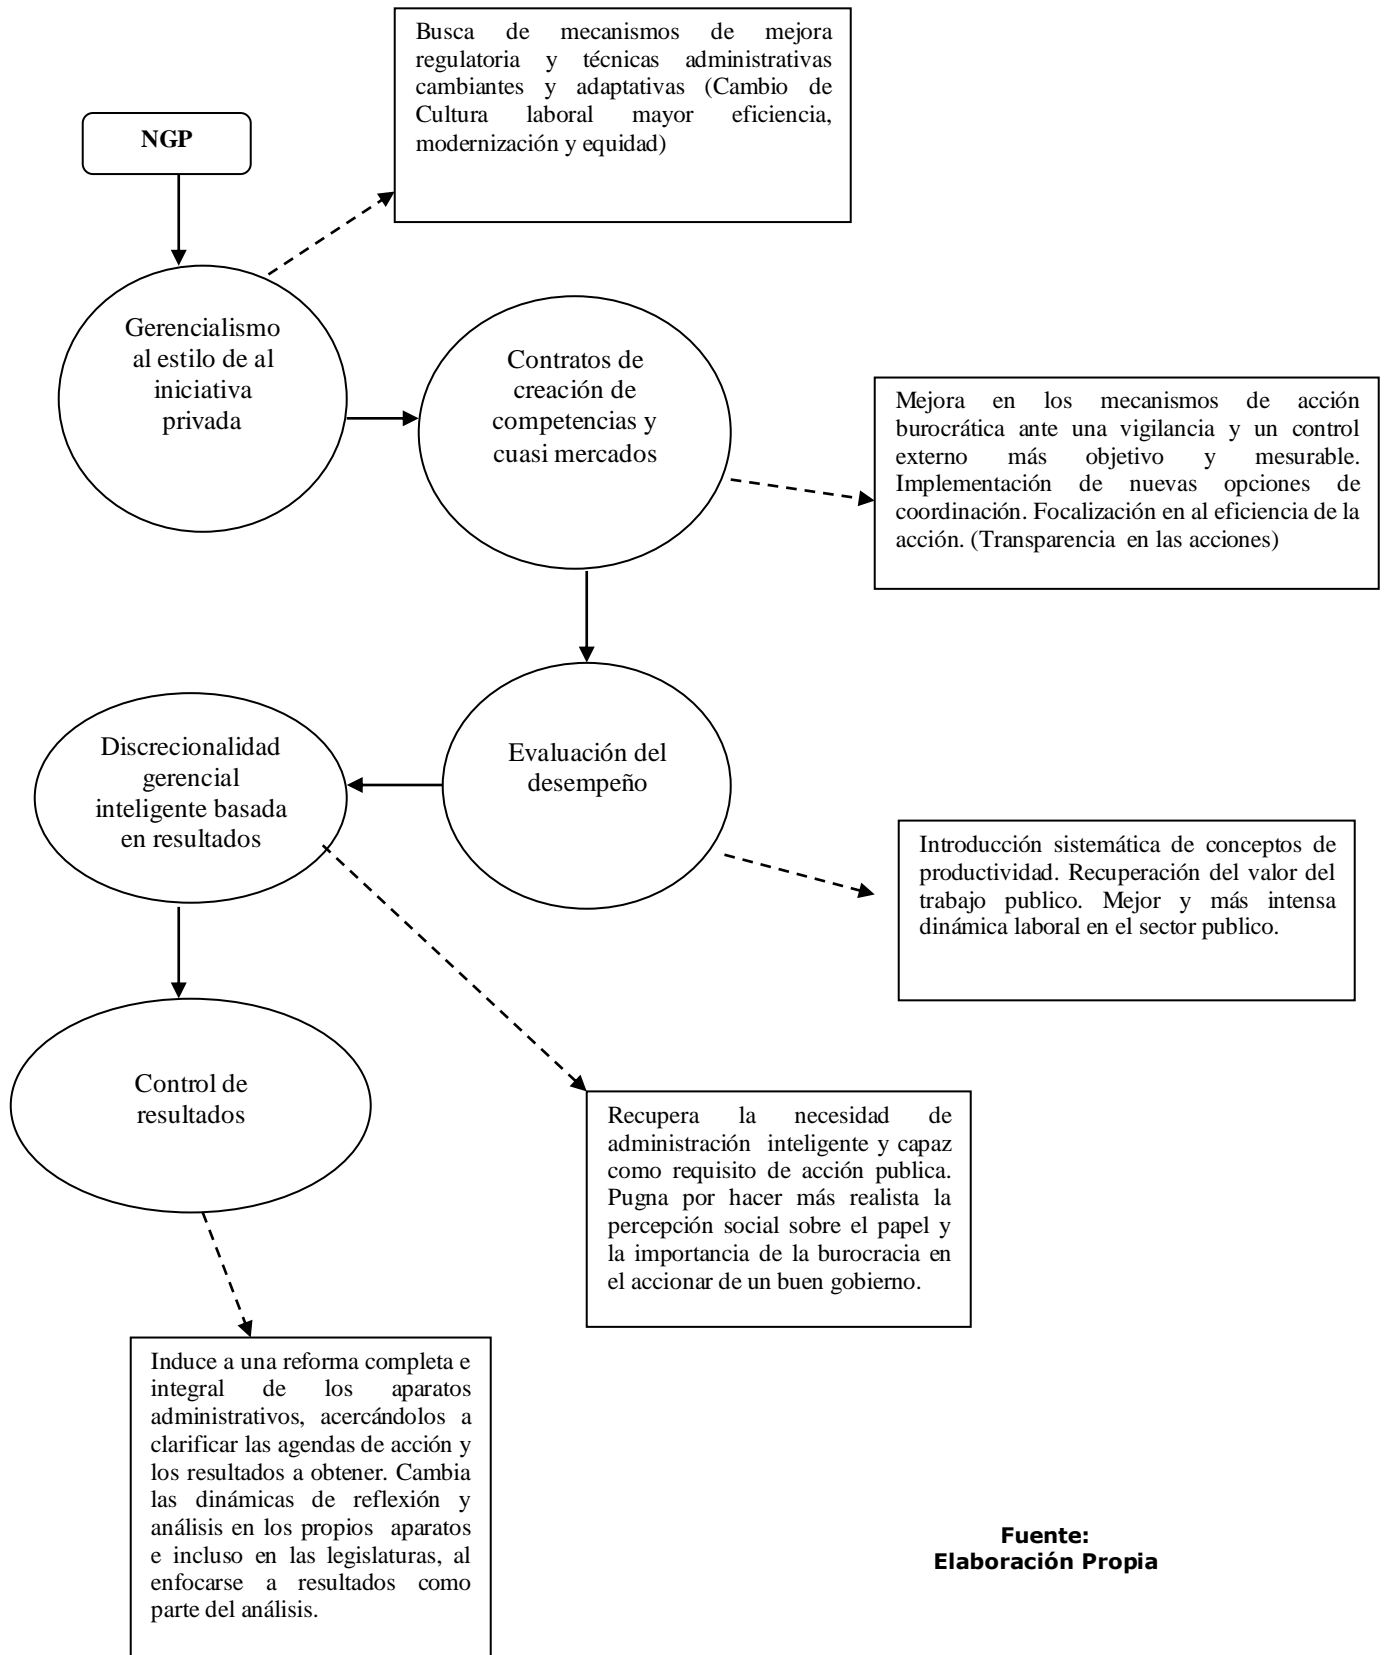 NGP
Busca de mecanismos de mejora
regulatoria y técnicas administrativas
cambiantes y adaptativas (Cambio de
Cultura laboral mayor eficiencia,
modernización y equidad)
Gerencialismo
al estilo de al
iniciativa
privada
Contratos de
creación de
competencias y
cuasi mercados
Mejora en los mecanismos de acción
burocrática ante una vigilancia y un control
externo más objetivo y mesurable.
Implementación de nuevas opciones de
coordinación. Focalización en al eficiencia de la
acción. (Transparencia en las acciones)
Evaluación del
desempeño
Discrecionalidad
gerencial
inteligente basada
en resultados
Introducción sistemática de conceptos de
productividad. Recuperación del valor del
trabajo publico. Mejor y más intensa
dinámica laboral en el sector publico.
Control de
resultados
Recupera la necesidad de
administración inteligente y capaz
como requisito de acción publica.
Pugna por hacer más realista la
percepción social sobre el papel y
la importancia de la burocracia en
el accionar de un buen gobierno.
Induce a una reforma completa e
integral de los aparatos
administrativos, acercándolos a
clarificar las agendas de acción y
los resultados a obtener. Cambia
las dinámicas de reflexión y
análisis en los propios aparatos
e incluso en las legislaturas, al
enfocarse a resultados como
parte del análisis.
Fuente:
Elaboración Propia